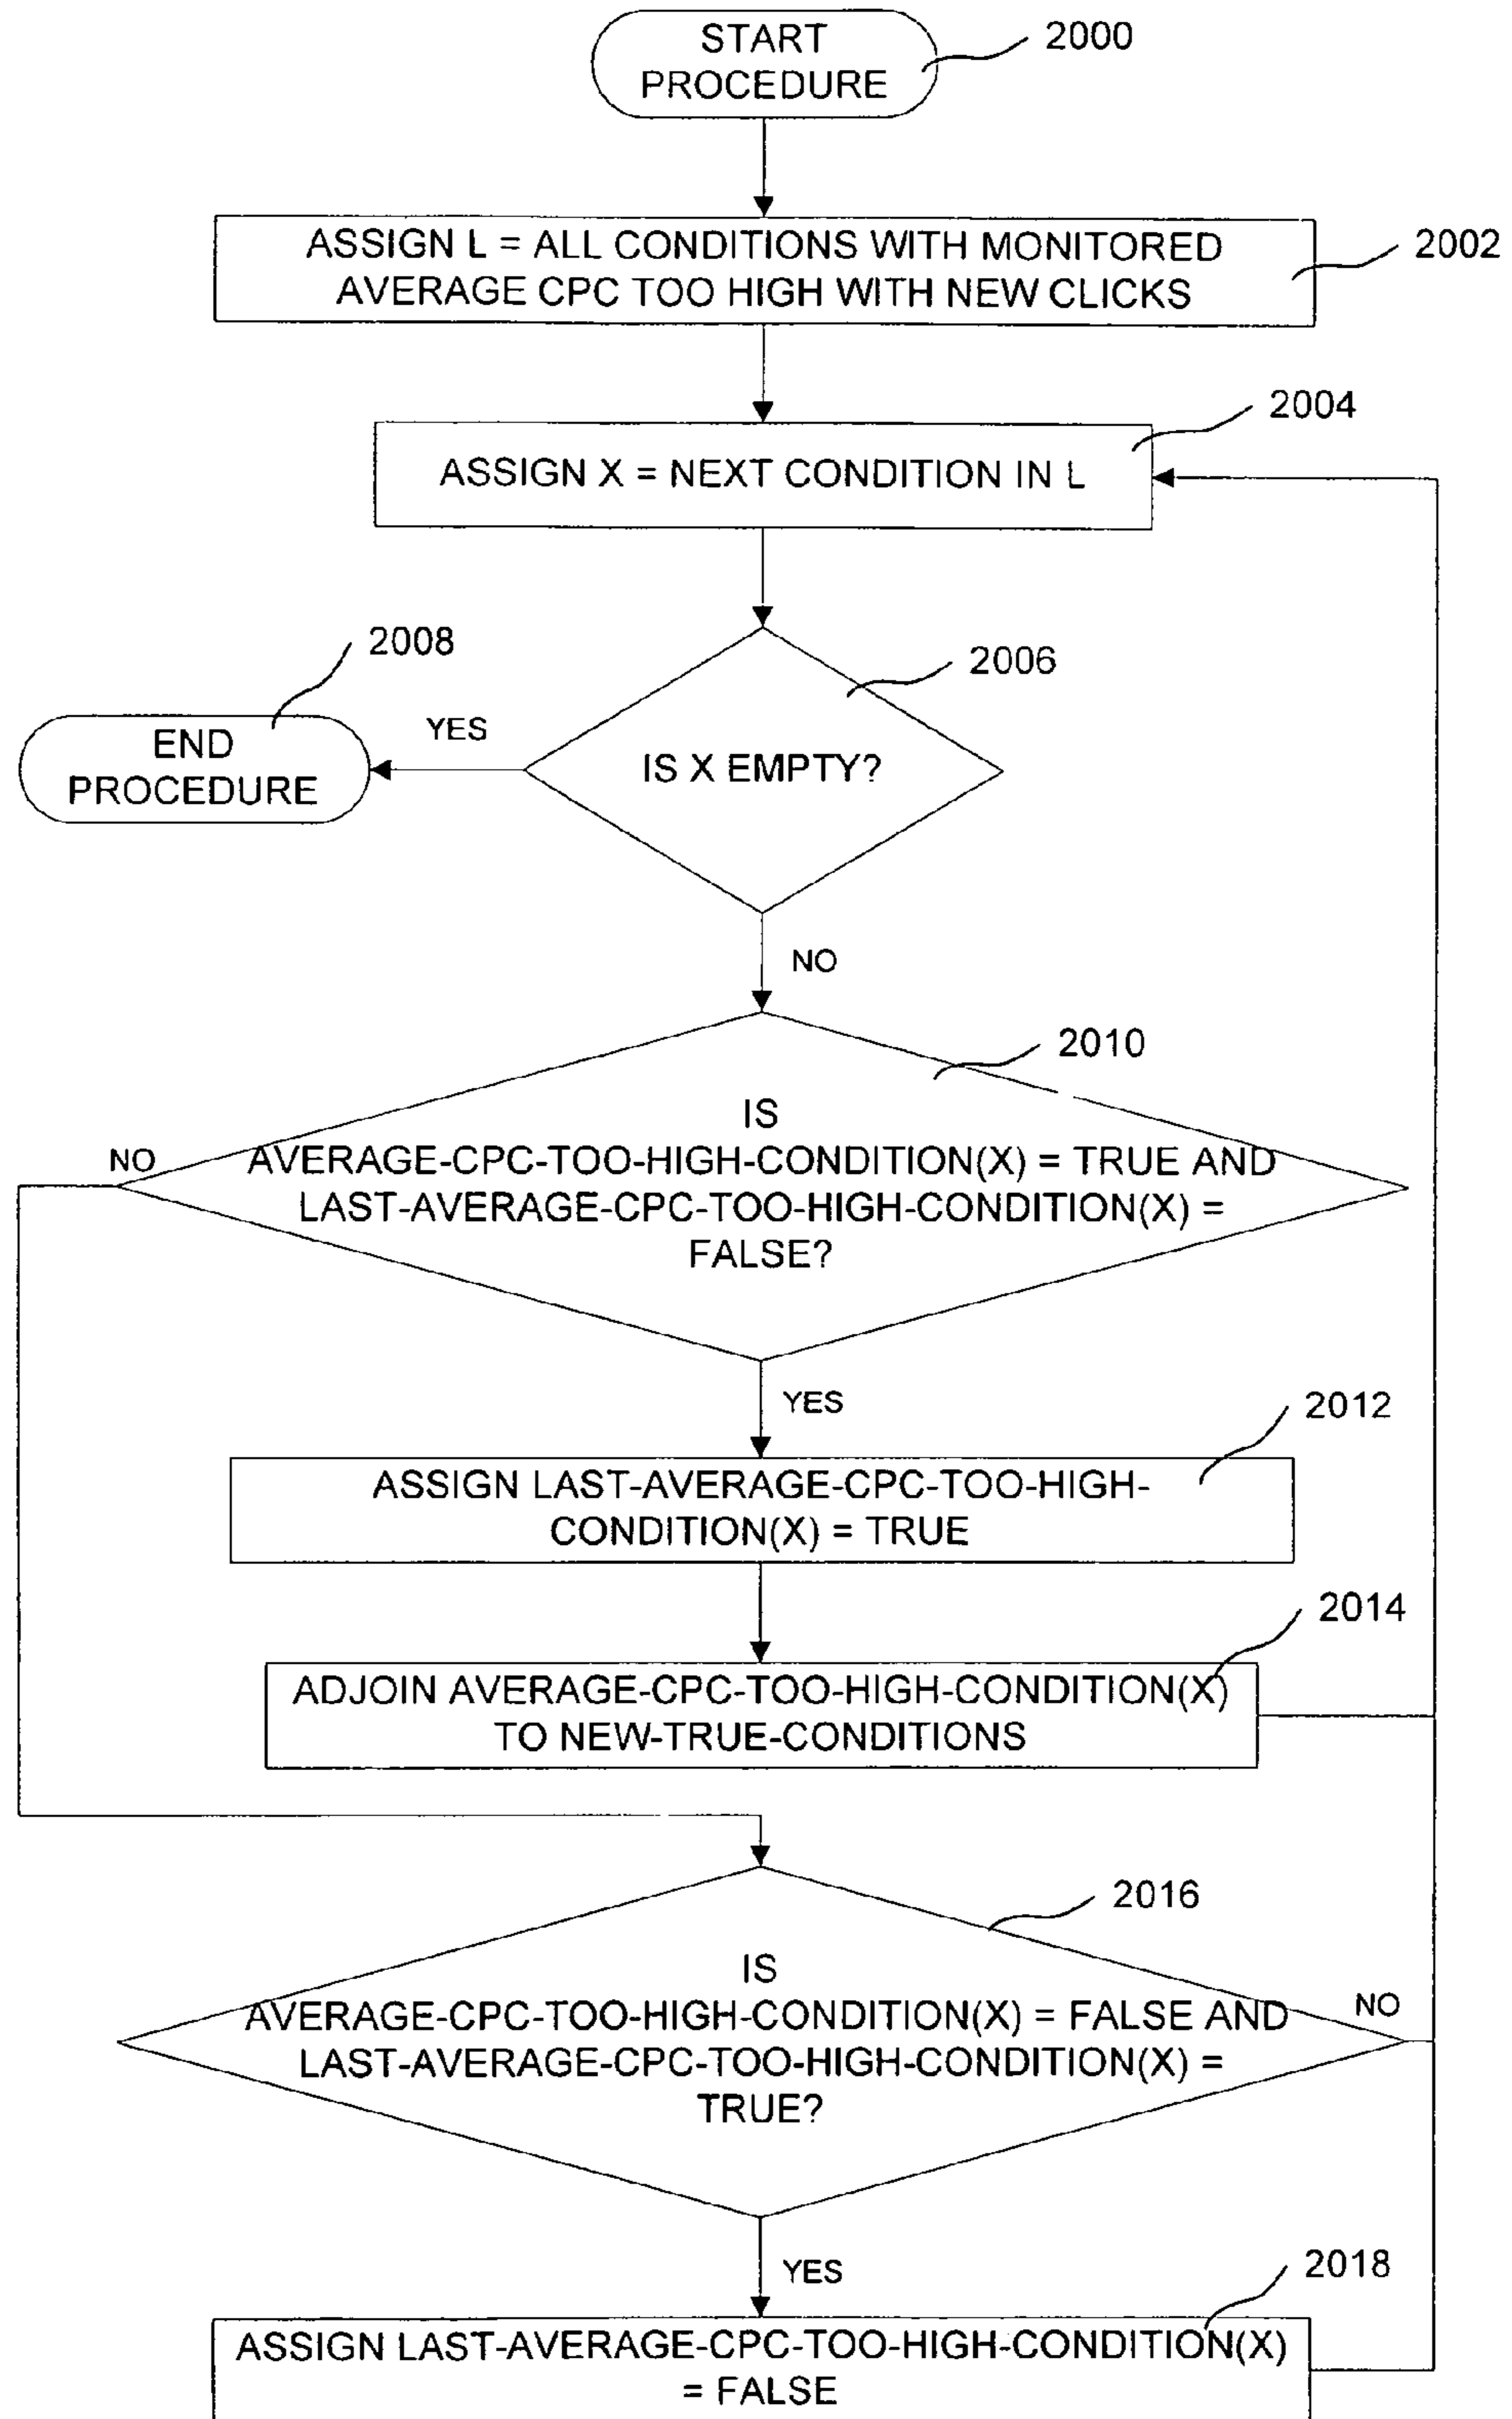 START
PROCEDURE
2000
ASSIGN L = ALL CONDITIONS WITH MONITORED
AVERAGE CPC TOO HIGH WITH NEW CLICKS
2002
2004
ASSIGN X = NEXT CONDITION IN L
2008
2006
END
PROCEDURE
YES
IS X EMPTY?
NO
2010
NO
IS
AVERAGE-CPC-TOO-HIGH-CONDITION(X) = TRUE AND
LAST-AVERAGE-CPC-TOO-HIGH-CONDITION(X) =
FALSE?
YES
2012
ASSIGN LAST-AVERAGE-CPC-TOO-HIGH-
CONDITION(X) = TRUE
2014
ADJOIN AVERAGE-CPC-TOO-HIGH-CONDITION(X)
TO NEW-TRUE-CONDITIONS
2016
IS
AVERAGE-CPC-TOO-HIGH-CONDITION(X) = FALSE AND
LAST-AVERAGE-CPC-TOO-HIGH-CONDITION(X) =
TRUE?
NO
YES
2018
ASSIGN LAST-AVERAGE-CPC-TOO-HIGH-CONDITION(X)
= FALSE